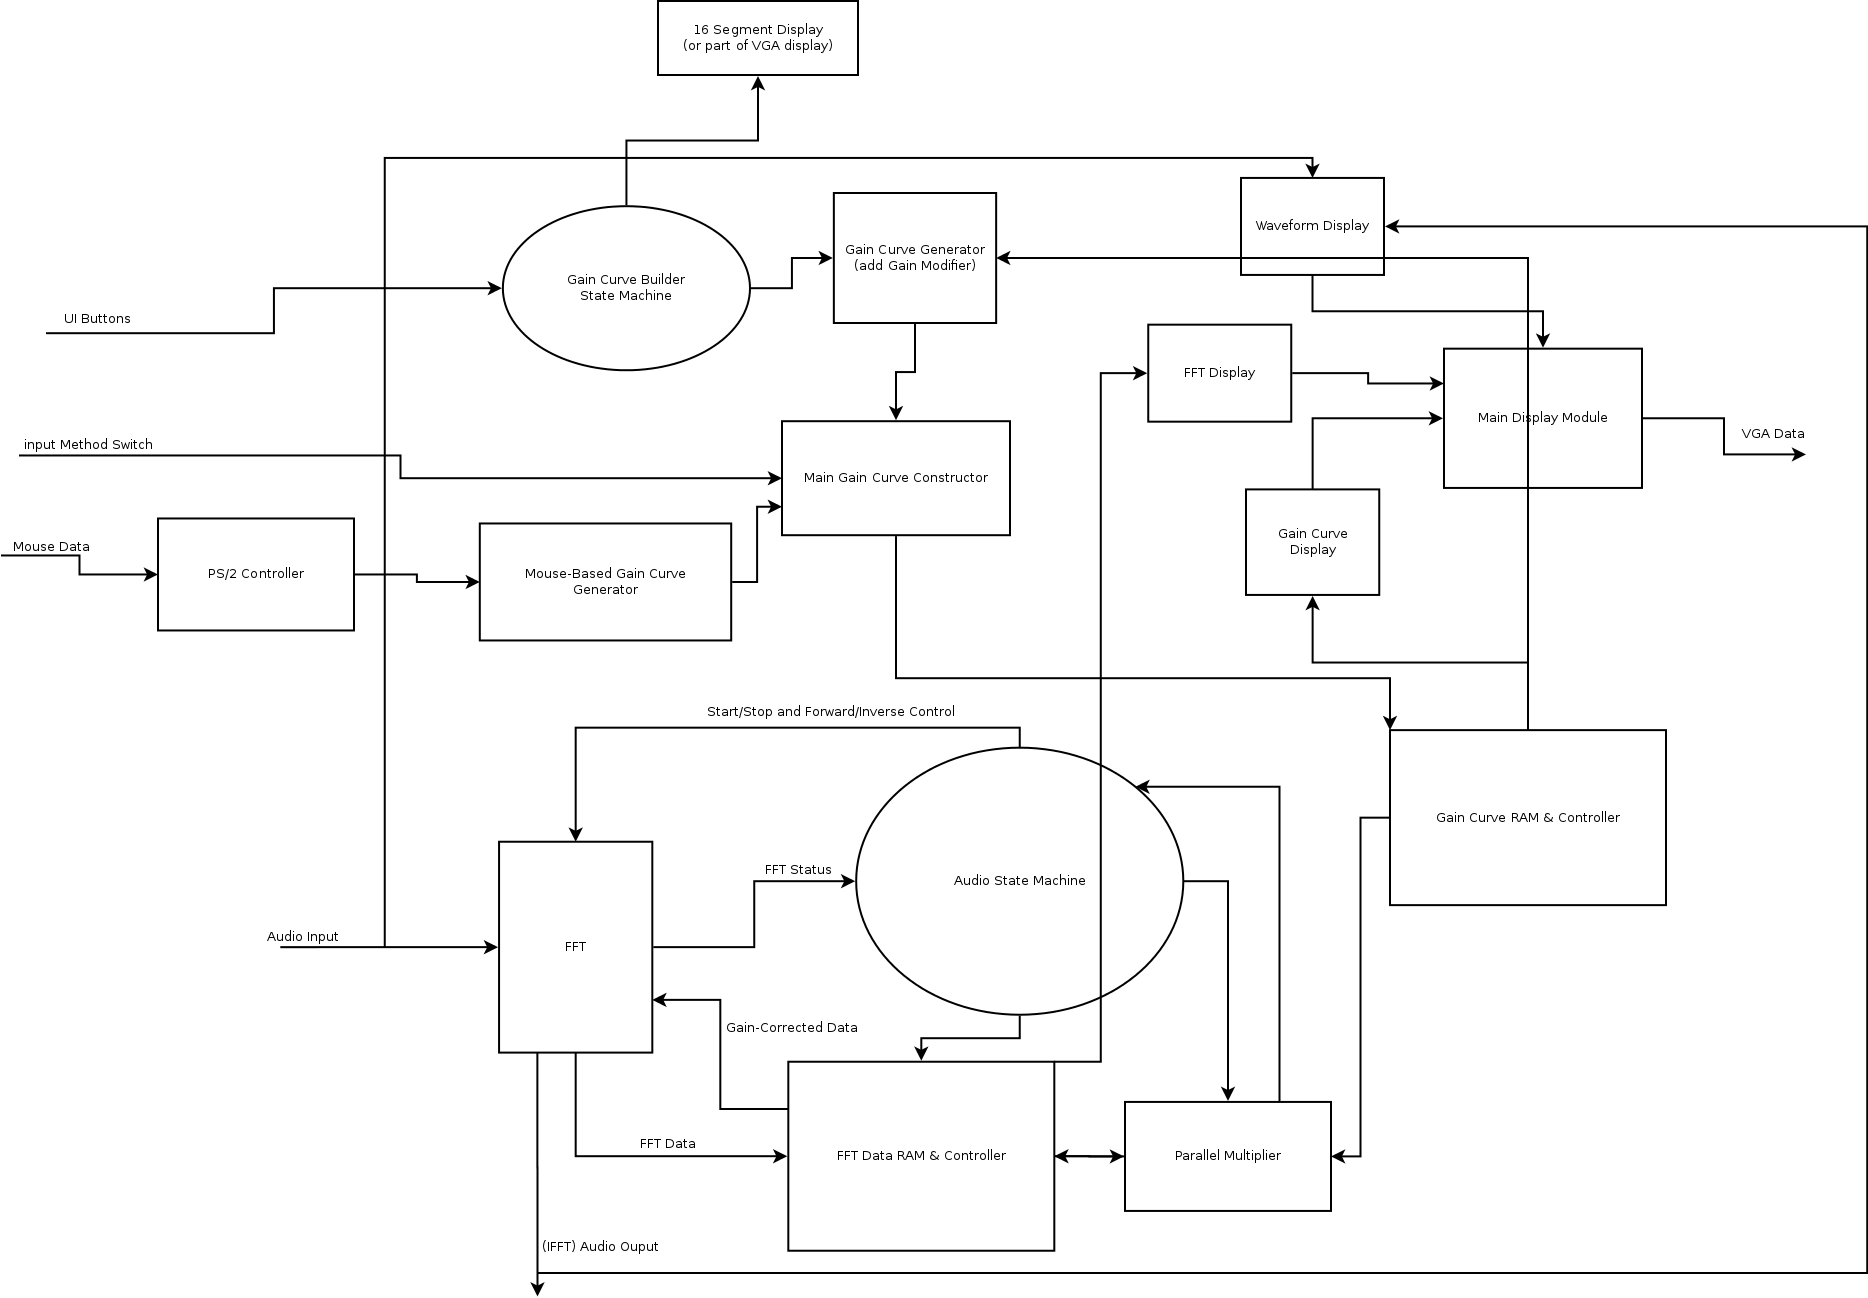 16 Segment Display
(or part of VGA display)
Waveform Display
Gain Curve Generator
(add Gain Modifier)
Gain Curve Builder
State Machine
UI Buttons
FFT Display
Main Display Module
VGA Data
input Method Switch
Main Gain Curve Constructor
Gain Curve
Display
Mouse Data
PS/2 Controller
Mouse-Based Gain Curve
Generator
Start/Stop and Forward/Inverse Control
Gain Curve RAM & Controller
FFT Status
Audio State Machine
Audio Input
FFT
Gain-Corrected Data
FFT Data
FFT Data RAM & Controller
Parallel Multiplier
(IFFT) Audio Ouput